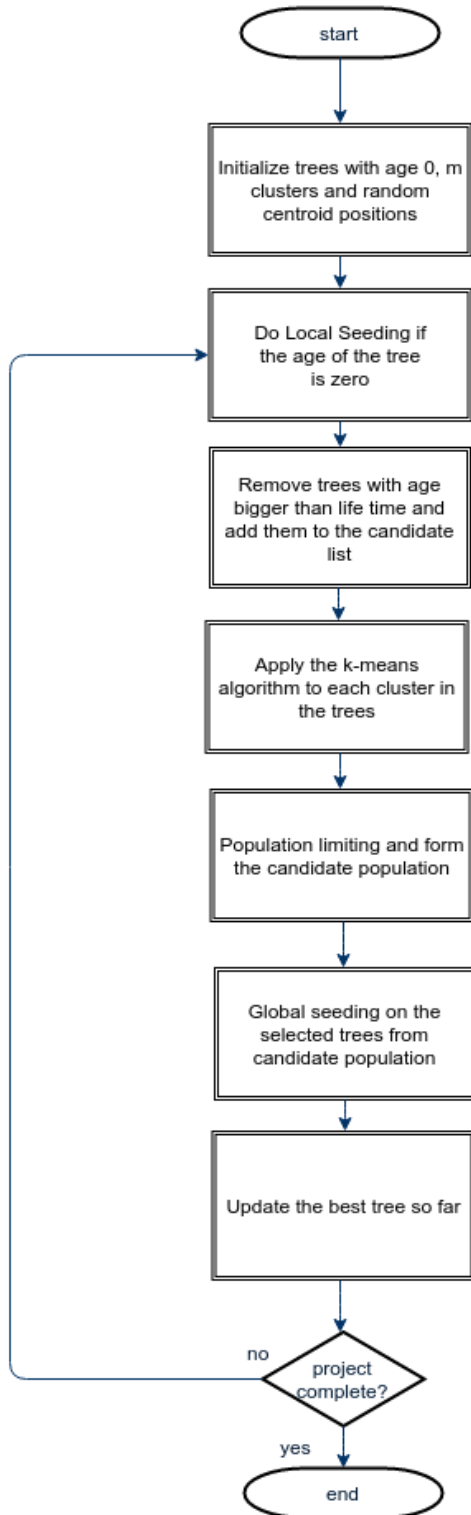 start
Initialize trees with age 0, m
clusters and random
centroid positions
Do Local Seeding if
the age of the tree
is zero
Remove trees with age
bigger than life time and
add them to the candidate
list
Apply the k-means
algorithm to each cluster in
the trees
Population limiting and form
the candidate population
Global seeding on the
selected trees from
candidate population
Update the best tree so far
no
project
complete?
yes
end